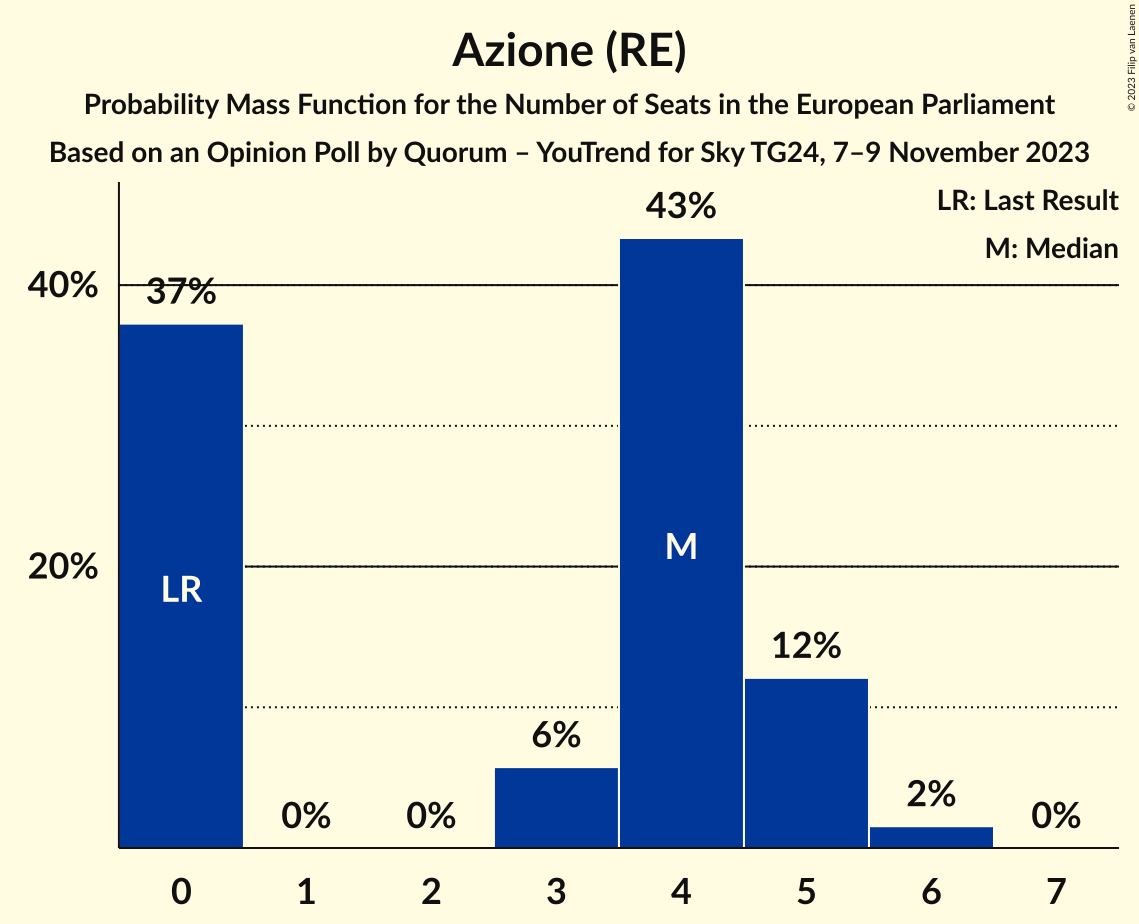 Azione (RE)
Probability Mass Function for the Number of Seats in the European Parliament
Based on an Opinion Poll by Quorum – YouTrend for Sky TG24, 7–9 November 2023
© 2023 Filip van Laenen
LR: Last Result
M: Median
43%
40%
37%
M
20%
LR
12%
6%
2%
0%
0%
0%
0 1 2 3 4 5 6 7